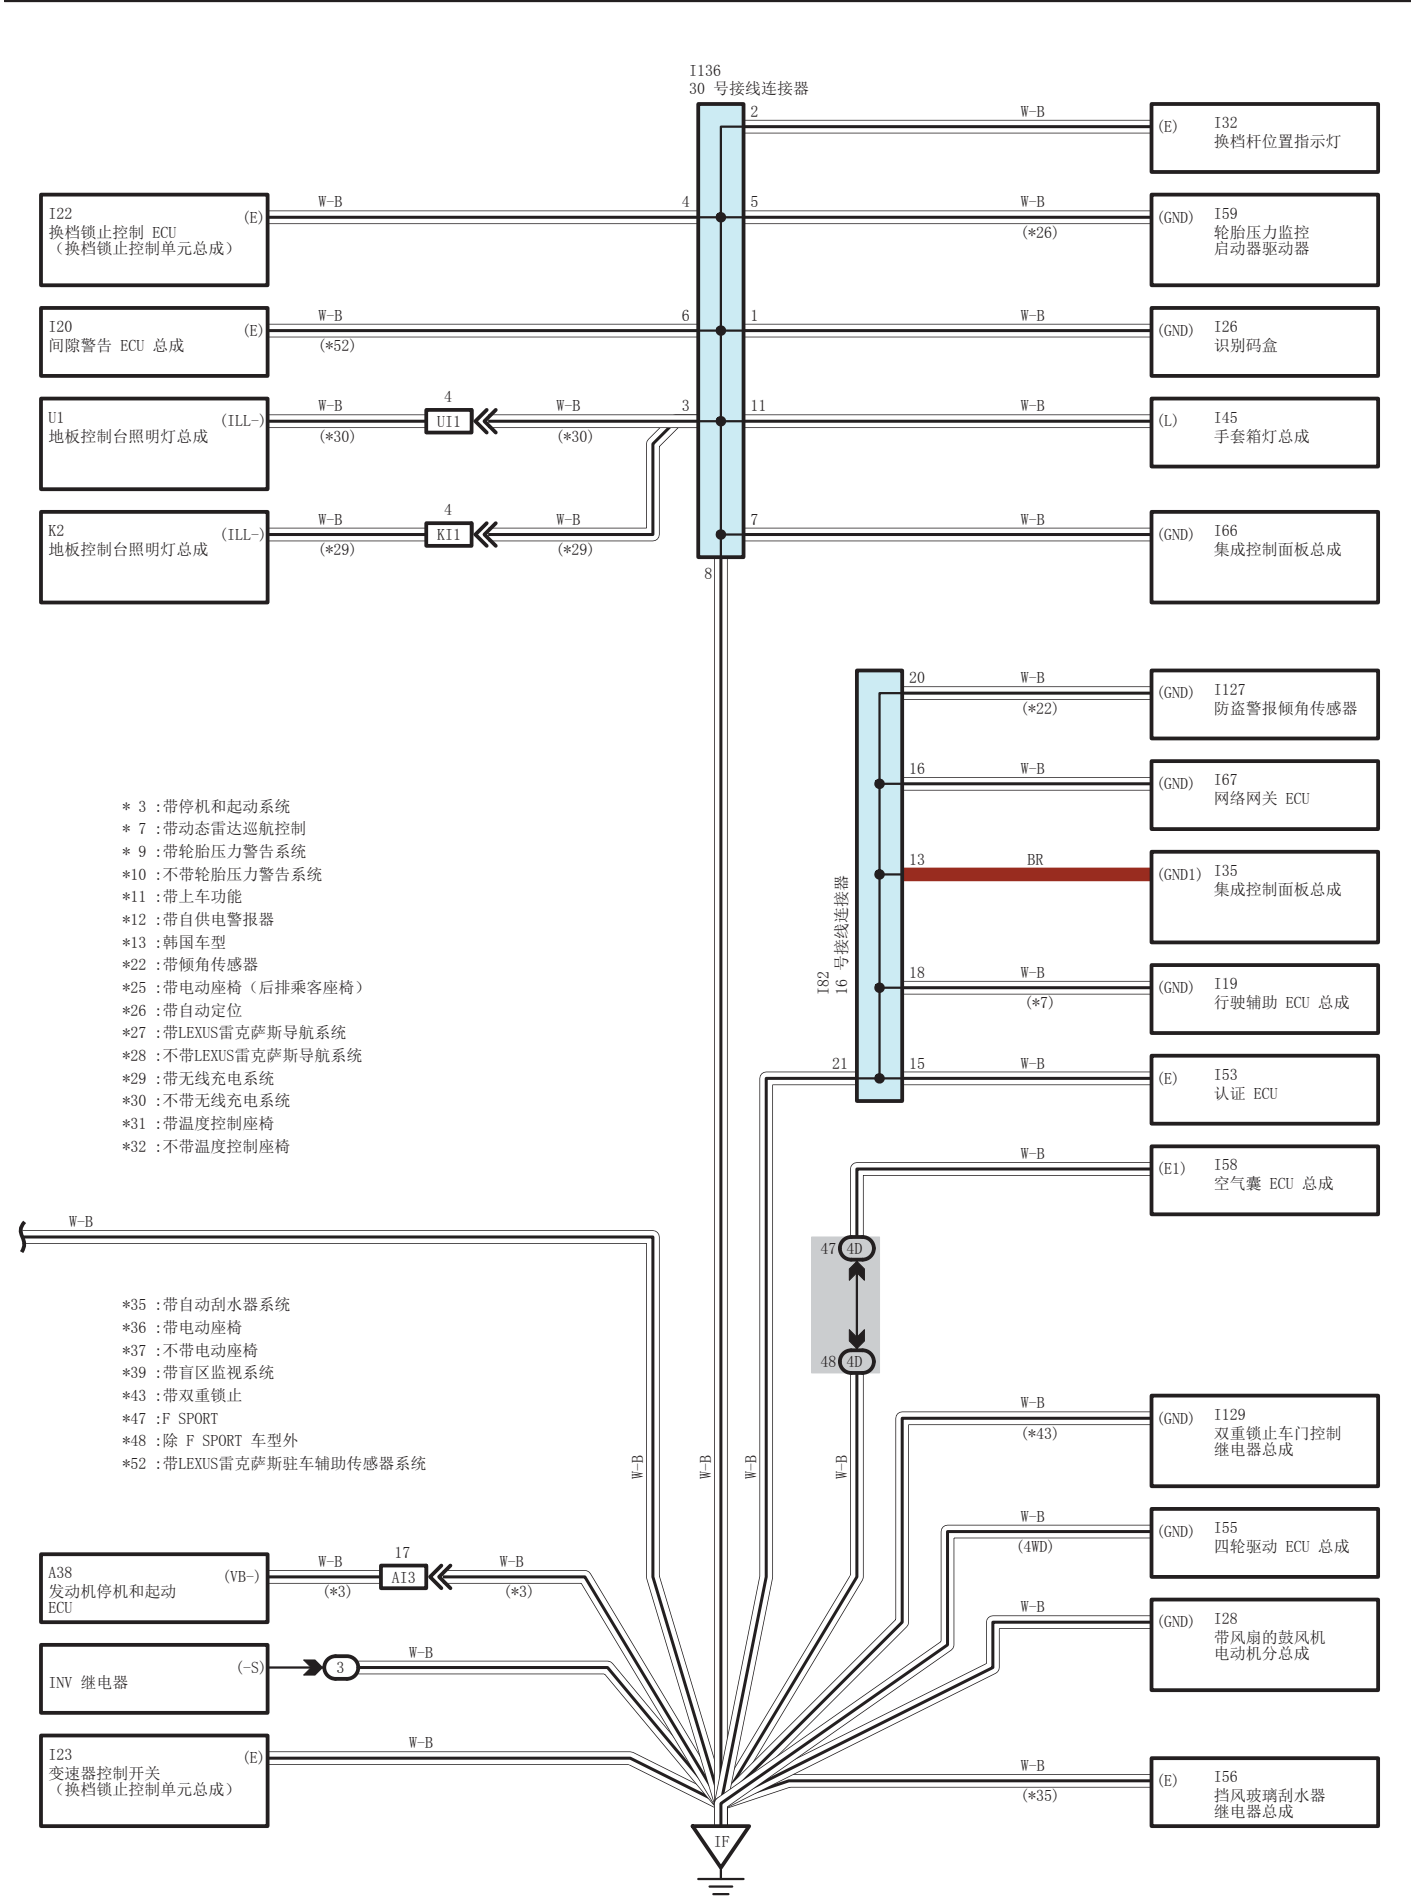 I136
30 号接线连接器
2
W-B
(E)
I32
换档杆位置指示灯
I22
换档锁止控制 ECU
（换档锁止控制单元总成）
(E)
W-B
4
5
W-B
(*26)
(GND)
I59
轮胎压力监控
启动器驱动器
I20
间隙警告 ECU 总成
(E)
W-B
(*52)
6
1
W-B
(GND)
I26
识别码盒
U1
地板控制台照明灯总成
(ILL-)
W-B
(*30)
4
UI1
W-B
(*30)
3
11
W-B
(L)
I45
手套箱灯总成
K2
地板控制台照明灯总成
(ILL-)
W-B
(*29)
4
KI1
W-B
(*29)
7
W-B
(GND)
I66
集成控制面板总成
8
20
W-B
(*22)
(GND)
I127
防盗警报倾角传感器
16
W-B
(GND)
I67
网络网关 ECU
13
BR
(GND1)
I35
集成控制面板总成
I82
16 号接线连接器
18
W-B
(*7)
(GND)
I19
行驶辅助 ECU 总成
21
15
W-B
(E)
I53
认证 ECU
W-B
(E1)
I58
空气囊 ECU 总成
* 3 :带停机和起动系统
* 7 :带动态雷达巡航控制
* 9 :带轮胎压力警告系统
*10 :不带轮胎压力警告系统
*11 :带上车功能
*12 :带自供电警报器
*13 :韩国车型
*22 :带倾角传感器
*25 :带电动座椅（后排乘客座椅）
*26 :带自动定位
*27 :带LEXUS雷克萨斯导航系统
*28 :不带LEXUS雷克萨斯导航系统
*29 :带无线充电系统
*30 :不带无线充电系统
*31 :带温度控制座椅
*32 :不带温度控制座椅
W-B
47
4D
48
4D
*35 :带自动刮水器系统
*36 :带电动座椅
*37 :不带电动座椅
*39 :带盲区监视系统
*43 :带双重锁止
*47 :F SPORT
*48 :除 F SPORT 车型外
*52 :带LEXUS雷克萨斯驻车辅助传感器系统
W-B
W-B
W-B
W-B
W-B
(*43)
(GND)
I129
双重锁止车门控制
继电器总成
W-B
(4WD)
(GND)
I55
四轮驱动 ECU 总成
A38
发动机停机和起动
ECU
(VB-)
W-B
(*3)
17
AI3
W-B
(*3)
W-B
(GND)
I28
带风扇的鼓风机
电动机分总成
INV 继电器
(-S)
3
W-B
I23
变速器控制开关
（换档锁止控制单元总成）
(E)
W-B
W-B
(*35)
(E)
I56
挡风玻璃刮水器
继电器总成
IF